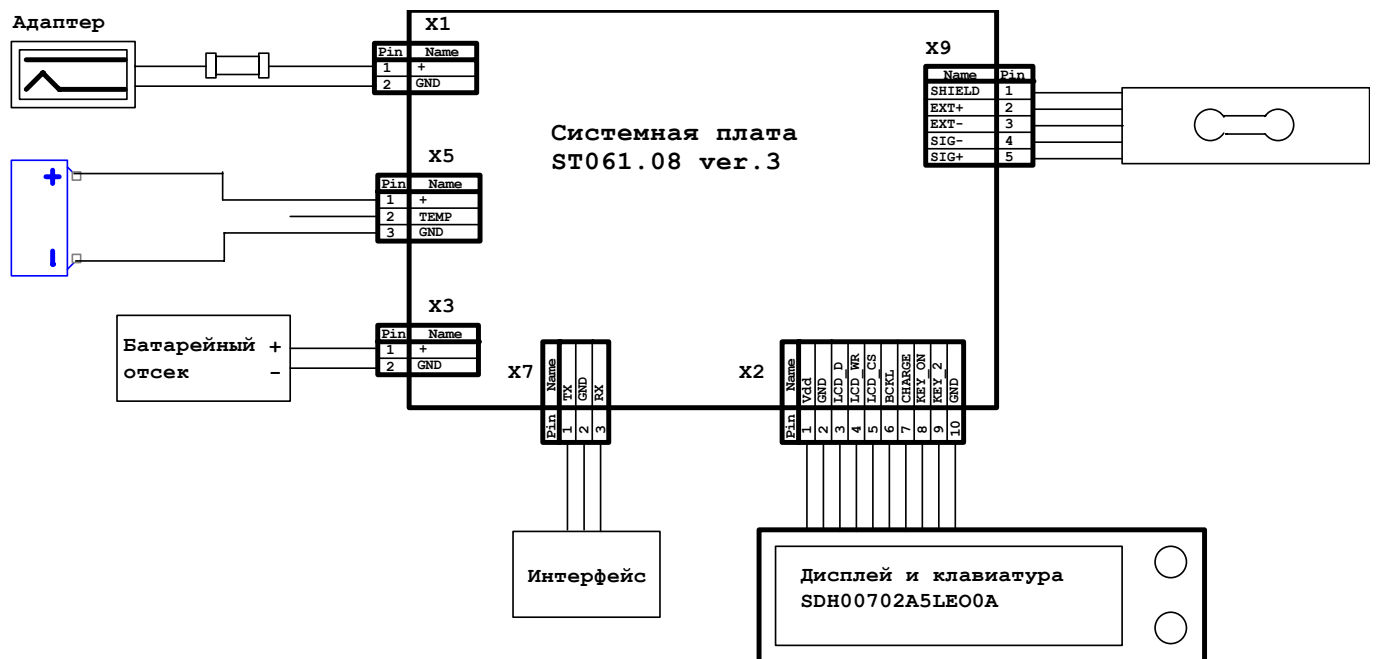 Адаптер
X1
Pin Name
1 +
2 GND
X9
Name Pin
SHIELD 1
EXT+ 2
EXT- 3
SIG- 4
SIG+ 5
Системная плата
ST061.08 ver.3
+
-
X5
Pin Name
1 +
2 TEMP
3 GND
X3
Pin Name
1 +
2 GND
Батарейный +
отсек -
X7
Pin Name
1 TX
2 GND
3 RX
X2
Pin Name
1 Vdd
2 GND
3 LCD_D
4 LCD_WR
5 LCD_CS
6 BCKL
7 CHARGE
8 KEY_ON
9 KEY_2
10 GND
Интерфейс
Дисплей и клавиатура
SDH00702A5LEO0A